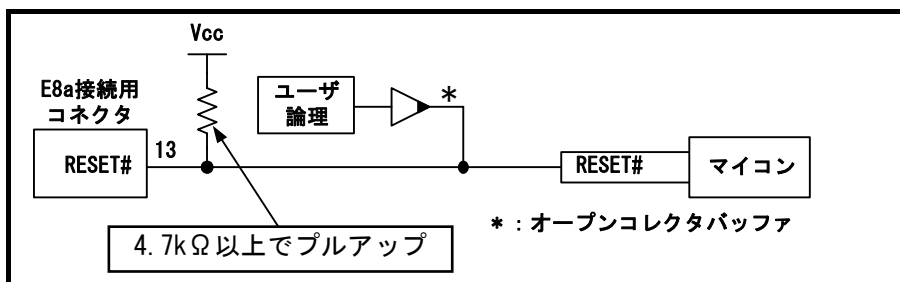 Vcc
E8a接続用
コネクタ
RESET#
13
ユーザ
論理
*
RESET#
マイコン
*：オープンコレクタバッファ
4.7kΩ以上でプルアップ